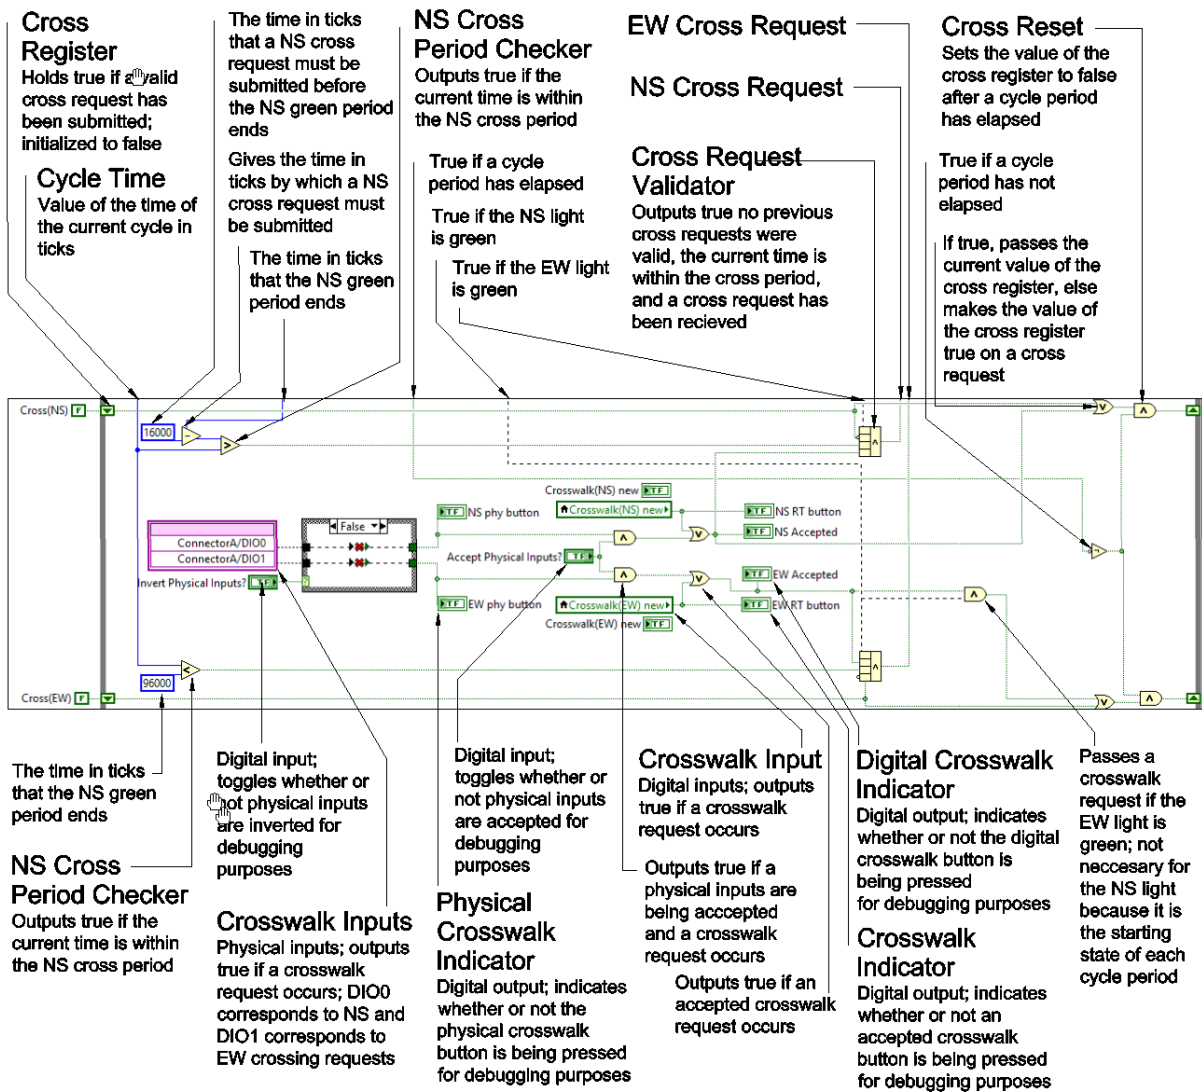 Cross
Register
Holds true if a valid
cross request has
been submitted;
initialized to false
Cycle Time
Value of the time of
the current cycle in
ticks
The time in ticks
that a NS cross
request must be
submitted before
the NS green period
ends
Gives the time in
ticks by which a NS
cross request must
be submitted
The time in ticks
that the NS green
period ends
NS Cross
Period Checker
Outputs true if the
current time is within
the NS cross period
True if a cycle
period has elapsed
True if the NS light
is green
True if the EW light
is green
EW Cross Request
NS Cross Request
Cross Request
Validator
Outputs true no previous
cross requests were
valid, the current time is
within the cross period,
and a cross request has
been recieved
Cross Reset
Sets the value of the
cross register to false
after a cycle period
has elapsed
True if a cycle
period has not
elapsed
If true, passes the
current value of the
cross register, else
makes the value of
the cross register
true on a cross
request
Cross(NS) F
16000
- 
>
ConnectorA/DIO0
ConnectorA/DIO1
Invert Physical Inputs? TF
False
?
TF NS phy button
TF EW phy button
Crosswalk(NS) new TF
Crosswalk(NS) new
Accept Physical Inputs? TF
Crosswalk(EW) new
Crosswalk(EW) new TF
TF NS RT button
TF NS Accepted
TF EW Accepted
TF EW RT button
<
96000
Cross(EW) F
The time in ticks
that the NS green
period ends
NS Cross
Period Checker
Outputs true if the
current time is within
the NS cross period
Digital input;
toggles whether or
not physical inputs
are inverted for
debugging
purposes
Crosswalk Inputs
Physical inputs; outputs
true if a crosswalk
request occurs; DIO0
corresponds to NS and
DIO1 corresponds to
EW crossing requests
Digital input;
toggles whether or
not physical inputs
are accepted for
debugging
purposes
Physical
Crosswalk
Indicator
Digital output; indicates
whether or not the
physical crosswalk
button is being pressed
for debugging purposes
Crosswalk Input
Digital inputs; outputs
true if a crosswalk
request occurs
Outputs true if a
physical inputs are
being acccepted
and a crosswalk
request occurs
Outputs true if an
accepted crosswalk
request occurs
Digital Crosswalk
Indicator
Digital output; indicates
whether or not the digital
crosswalk button is
being pressed
for debugging purposes
Crosswalk
Indicator
Digital output; indicates
whether or not an
accepted crosswalk
button is being pressed
for debugging purposes
Passes a
crosswalk
request if the
EW light is
green; not
neccesary for
the NS light
because it is
the starting
state of each
cycle period